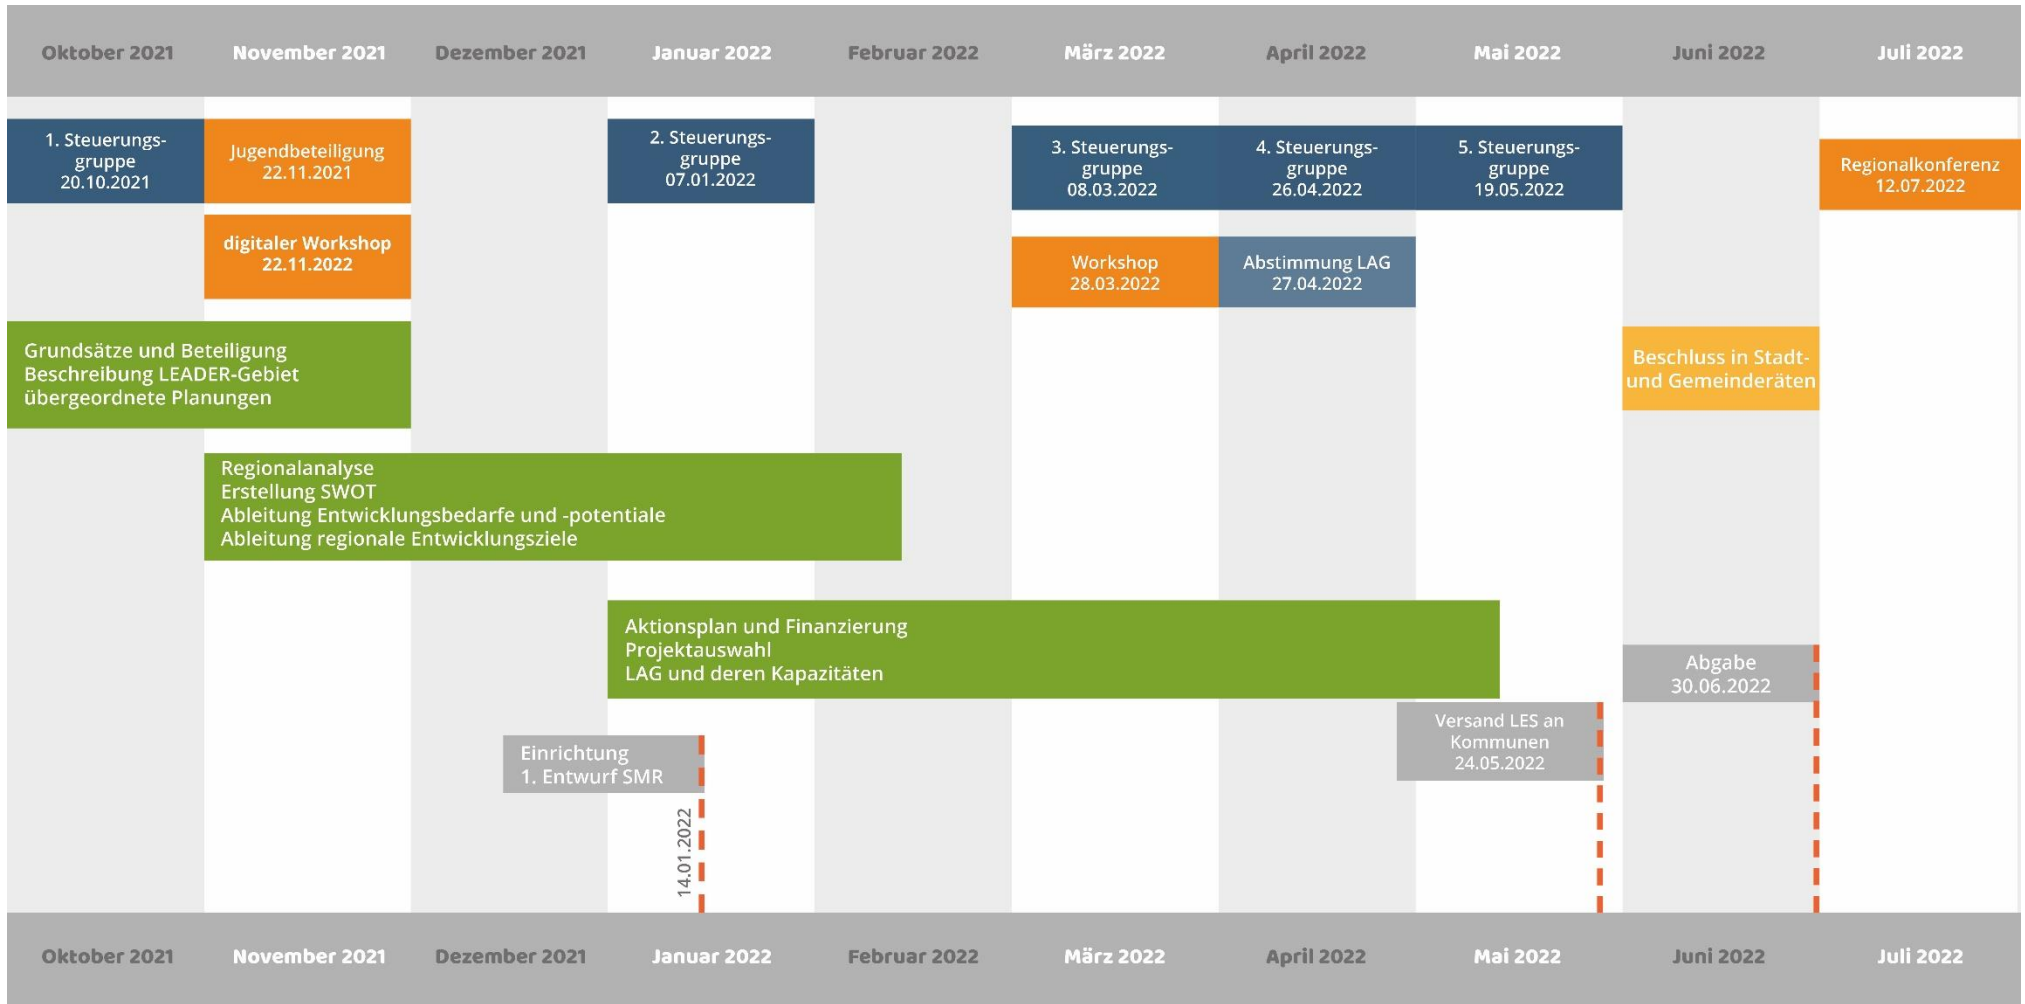 Oktober 2021
November 2021
Dezember 2021
Januar 2022
Februar 2022
März 2022
April 2022
Mai 2022
Juni 2022
Juli 2022
1. Steuerungs-
gruppe
20.10.2021
Jugendbeteiligung
22.11.2021
2. Steuerungs-
gruppe
07.01.2022
3. Steuerungs-
gruppe
08.03.2022
4. Steuerungs-
gruppe
26.04.2022
5. Steuerungs-
gruppe
19.05.2022
Regionalkonferenz
12.07.2022
digitaler Workshop
22.11.2022
Workshop
28.03.2022
Abstimmung LAG
27.04.2022
Grundsätze und Beteiligung
Beschreibung LEADER-Gebiet
übergeordnete Planungen
Beschluss in Stadt-
und Gemeinderäten
Regionalanalyse
Erstellung SWOT
Ableitung Entwicklungsbedarfe und -potentiale
Ableitung regionale Entwicklungsziele
Aktionsplan und Finanzierung
Projektauswahl
LAG und deren Kapazitäten
Abgabe
30.06.2022
Versand LES an
Kommunen
24.05.2022
Einrichtung
1. Entwurf SMR
14.01.2022
Oktober 2021
November 2021
Dezember 2021
Januar 2022
Februar 2022
März 2022
April 2022
Mai 2022
Juni 2022
Juli 2022